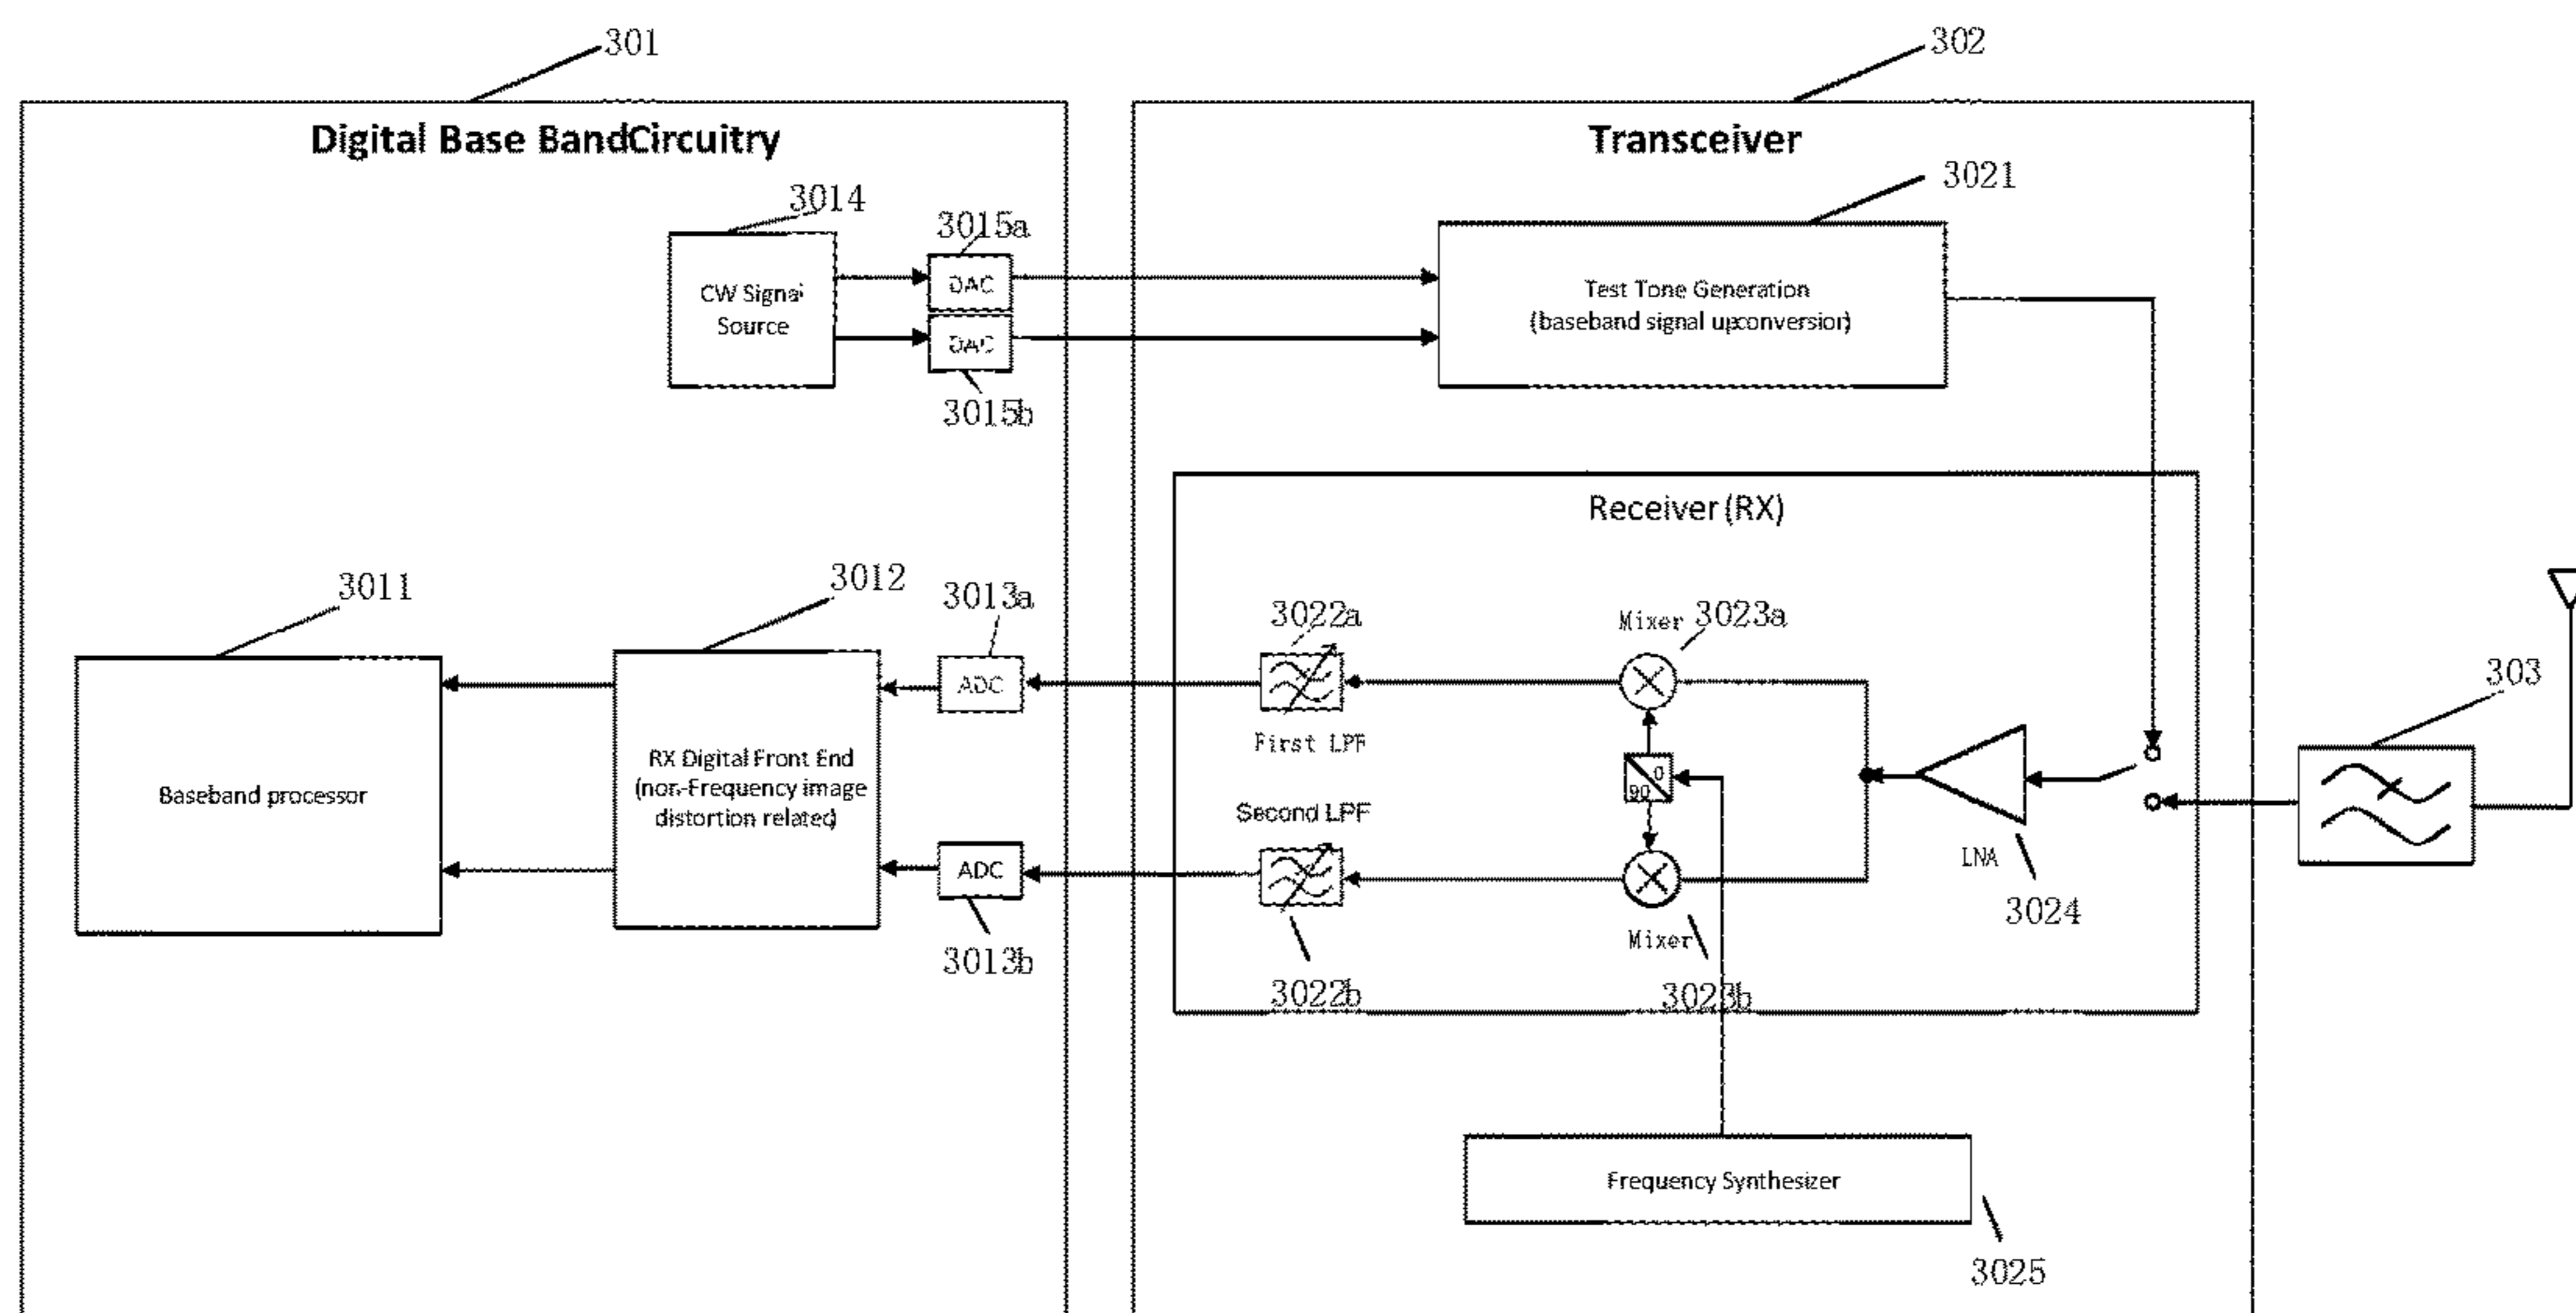 301
302
Digital Base BandCircuitry
Transceiver
3014
3015a
3021
CW Signal
Source
DAC
DAC
3015b
Test Tone Generation
(baseband signal upconversion)
Receiver (RX)
3011
3012
3013a
3022a
Mixer
3023a
303
Baseband processor
RX Digital Front End
(non-Frequency image
distortion related)
ADC
First LPF
0
90
Second LPF
ADC
LNA
3024
3013b
3022b
Mixer
3023b
Frequency Synthesizer
3025